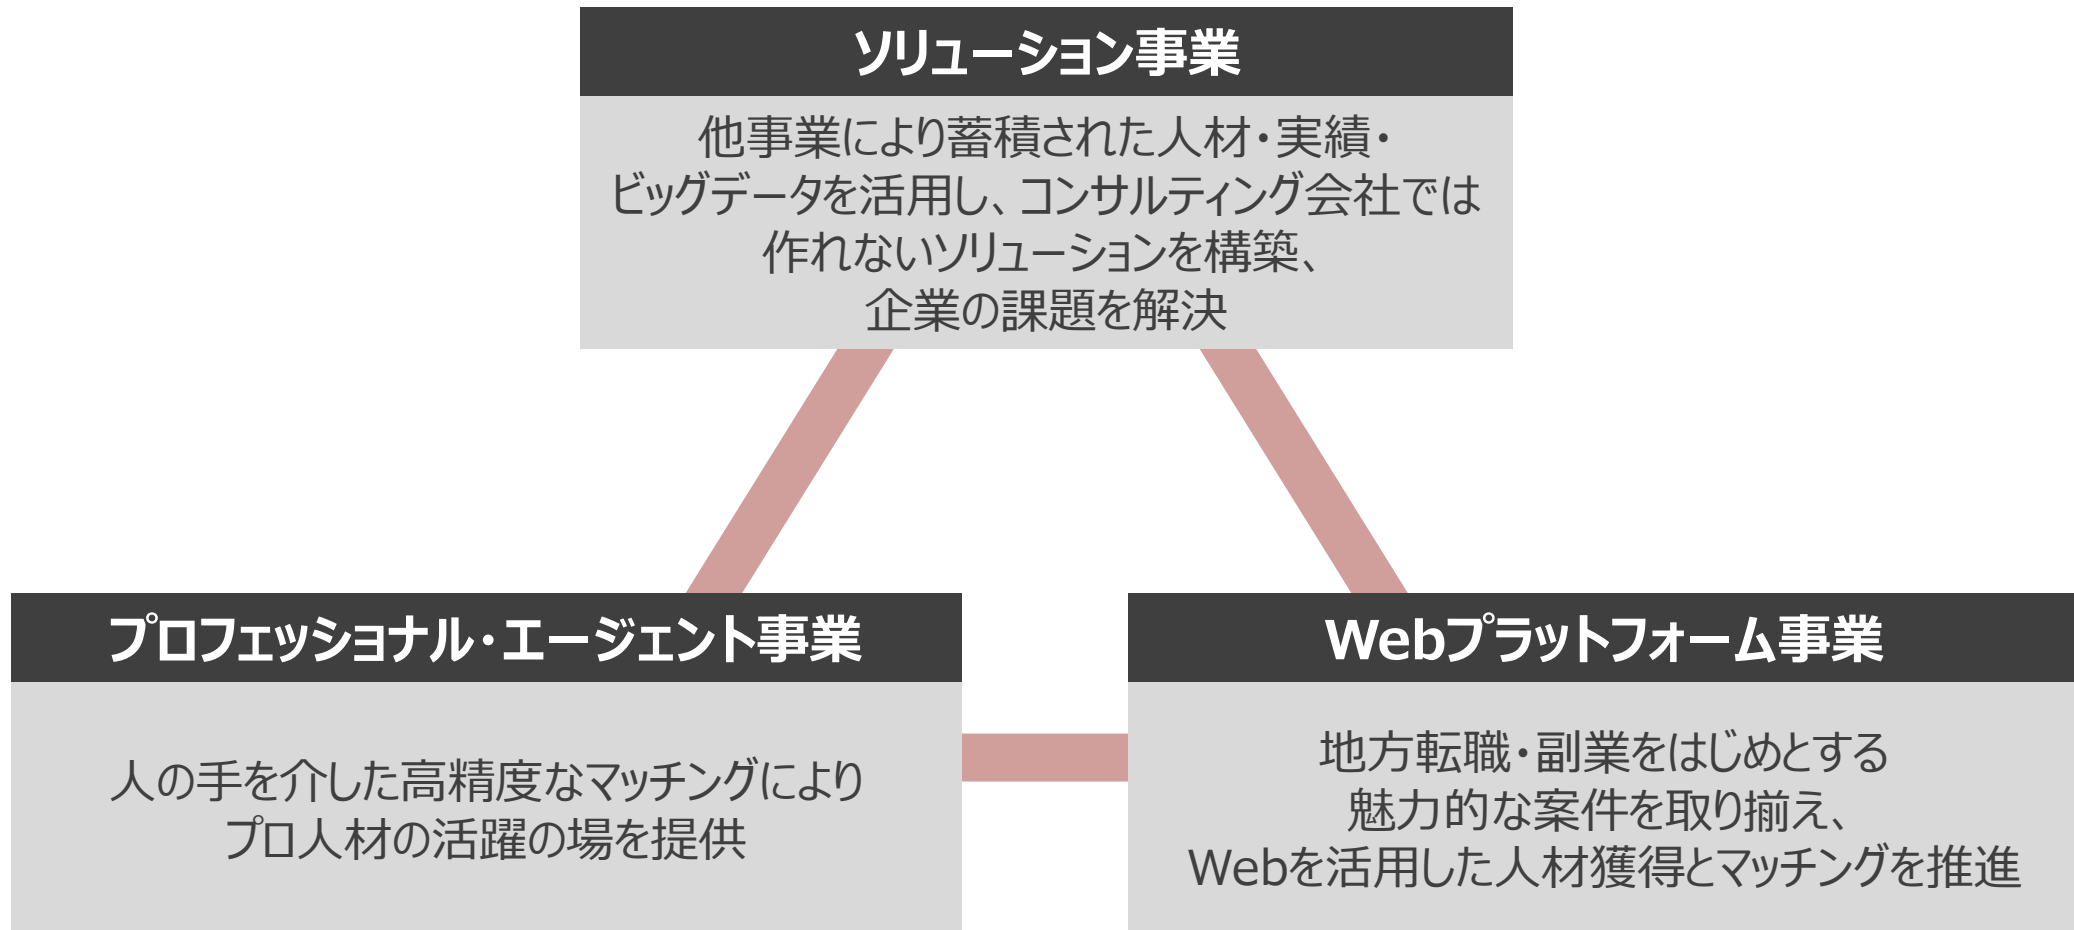 ソリューション事業
他事業により蓄積された人材・実績・
ビッグデータを活用し、コンサルティング会社では
作れないソリューションを構築、
企業の課題を解決
プロフェッショナル・エージェント事業
人の手を介した高精度なマッチングにより
プロ人材の活躍の場を提供
Webプラットフォーム事業
地方転職・副業をはじめとする
魅力的な案件を取り揃え、
Webを活用した人材獲得とマッチングを推進